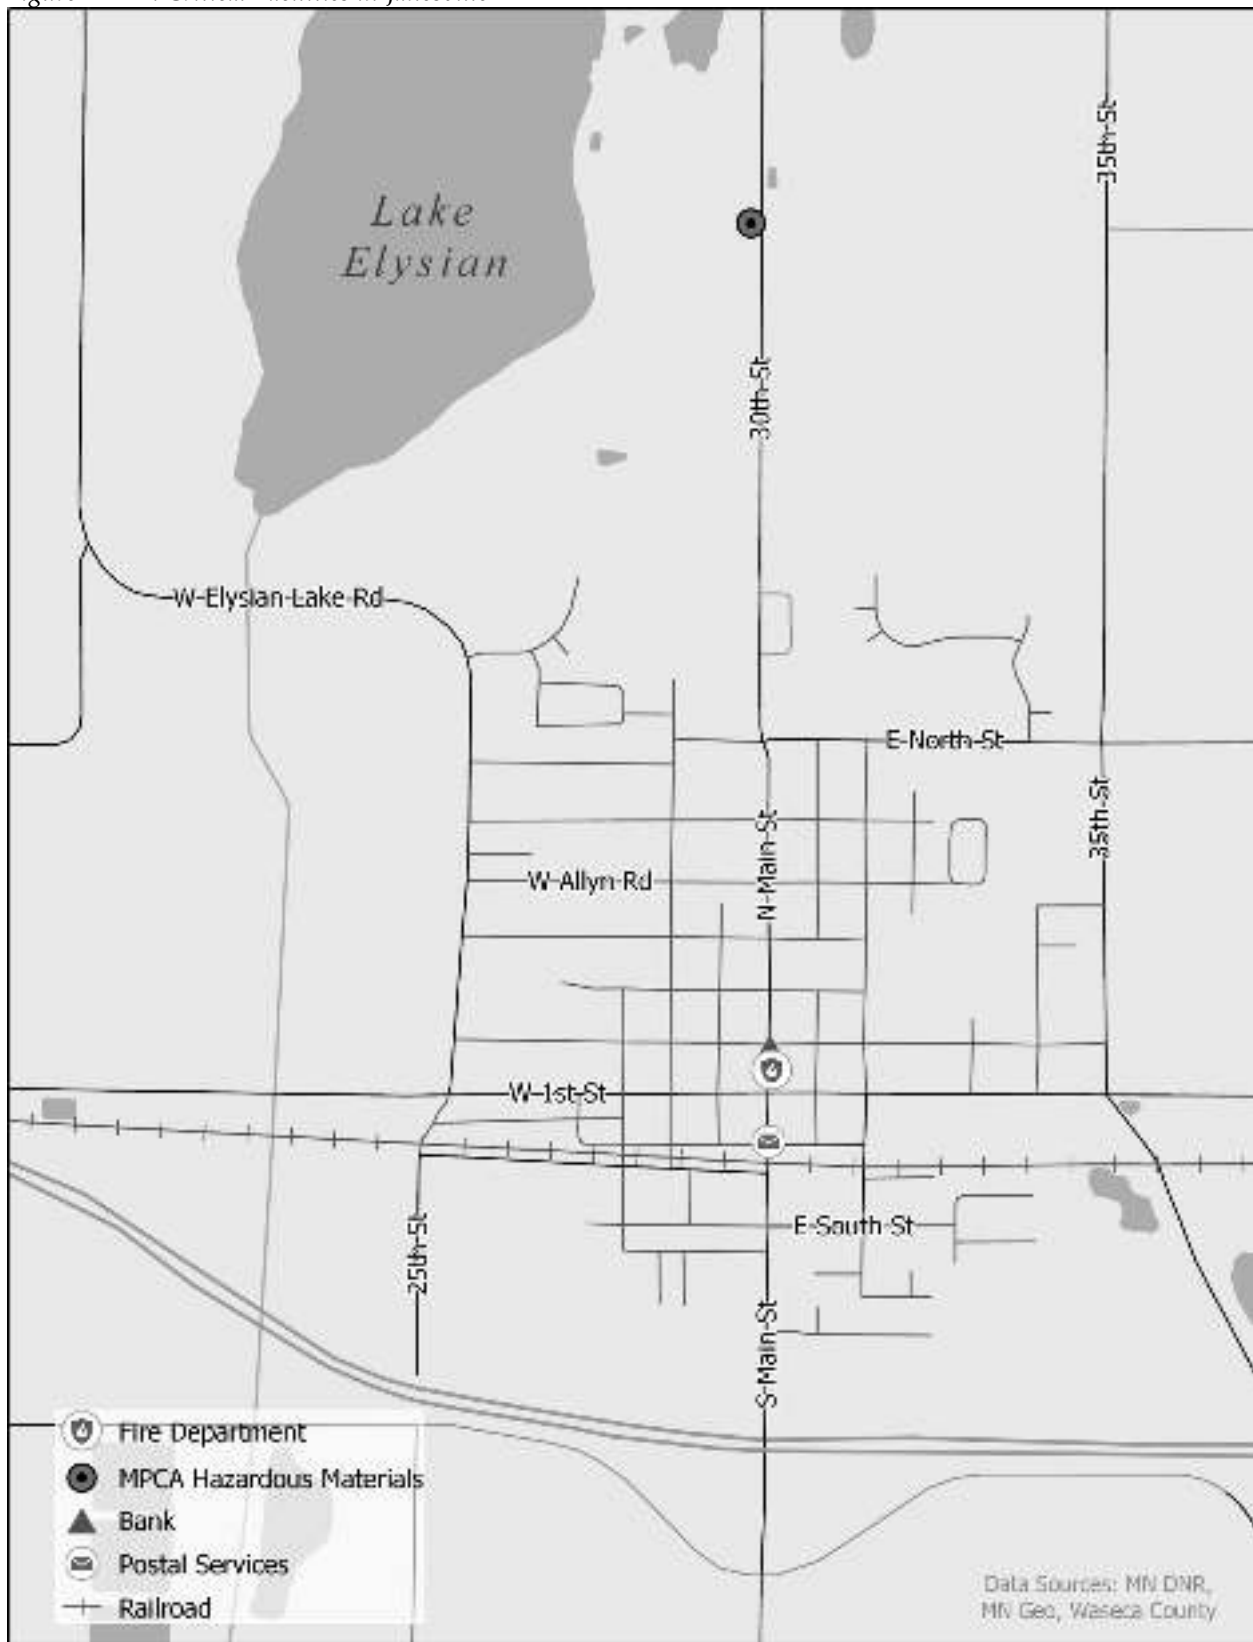 35th-St
Lake
Elysian
30th-St
W-Elysian-Lake-Rd
E-North-St
35th-St
N-Main-St
W-Allyn-Rd
W-1st-St
E-South-St
25th-St
S-Main-St
Fire Department
MPCA Hazardous Materials
Bank
Postal Services
Railroad
Data Sources: MN DNR,
MN Geo, Waseca County